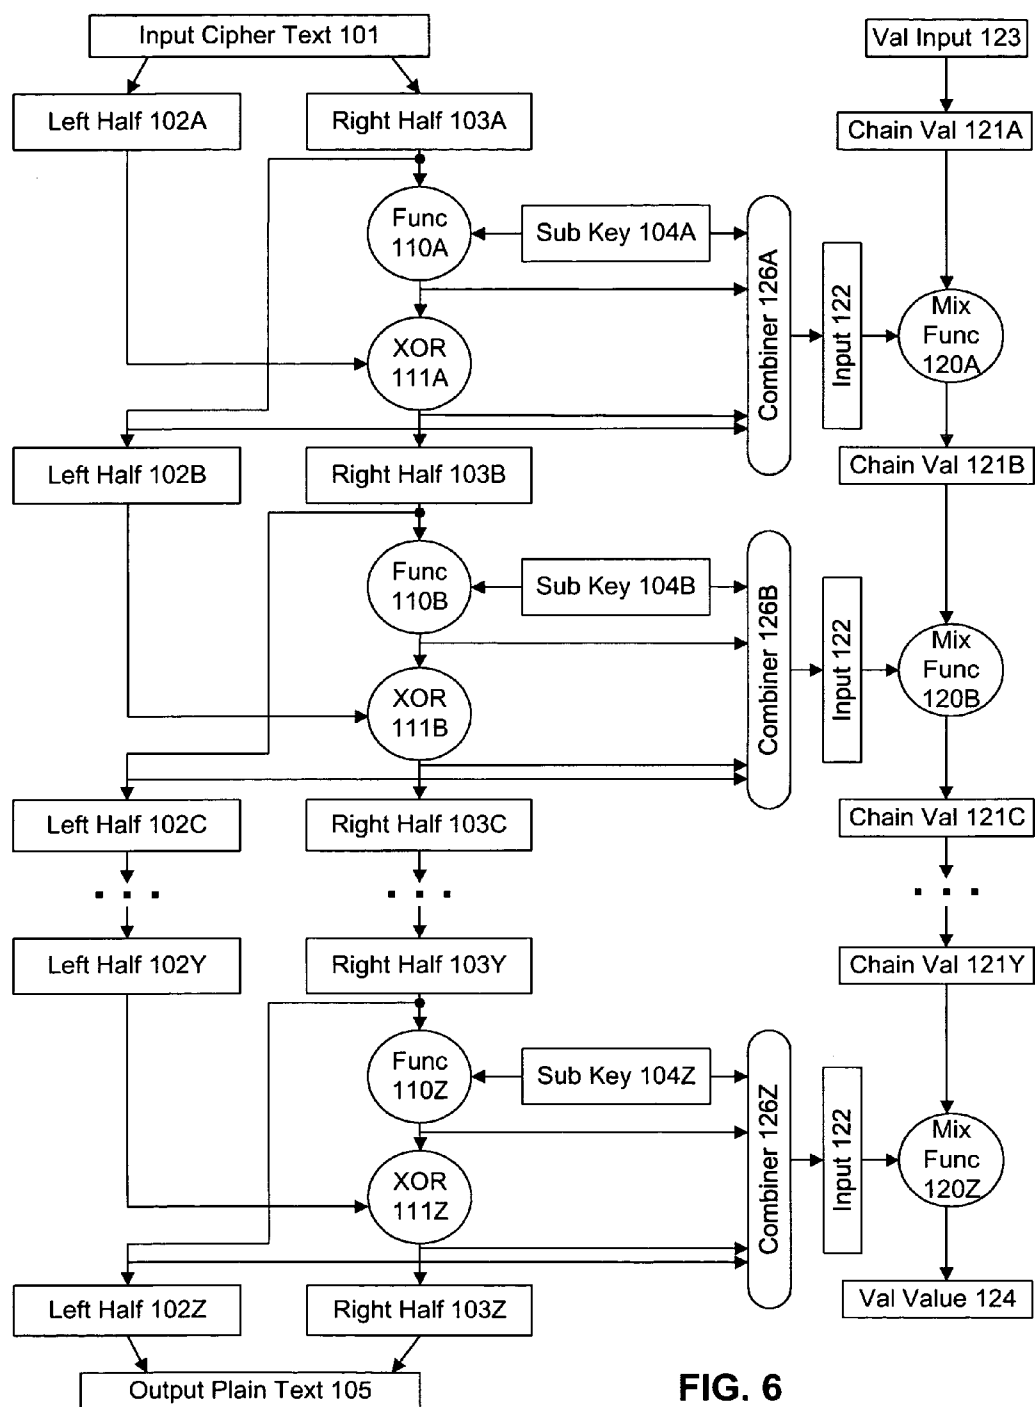 Input Cipher Text 101
Val Input 123
Left Half 102A
Right Half 103A
Chain Val 121A
Func
110A
Sub Key 104A
Combiner 126A
Input 122
Mix
Func
120A
XOR
111A
Left Half 102B
Right Half 103B
Chain Val 121B
Func
110B
Sub Key 104B
Combiner 126B
Input 122
Mix
Func
120B
XOR
111B
Left Half 102C
Right Half 103C
Chain Val 121C
. . .
. . .
. . .
Left Half 102Y
Right Half 103Y
Chain Val 121Y
Func
110Z
Sub Key 104Z
Combiner 126Z
Input 122
Mix
Func
120Z
XOR
111Z
Left Half 102Z
Right Half 103Z
Val Value 124
Output Plain Text 105
FIG. 6